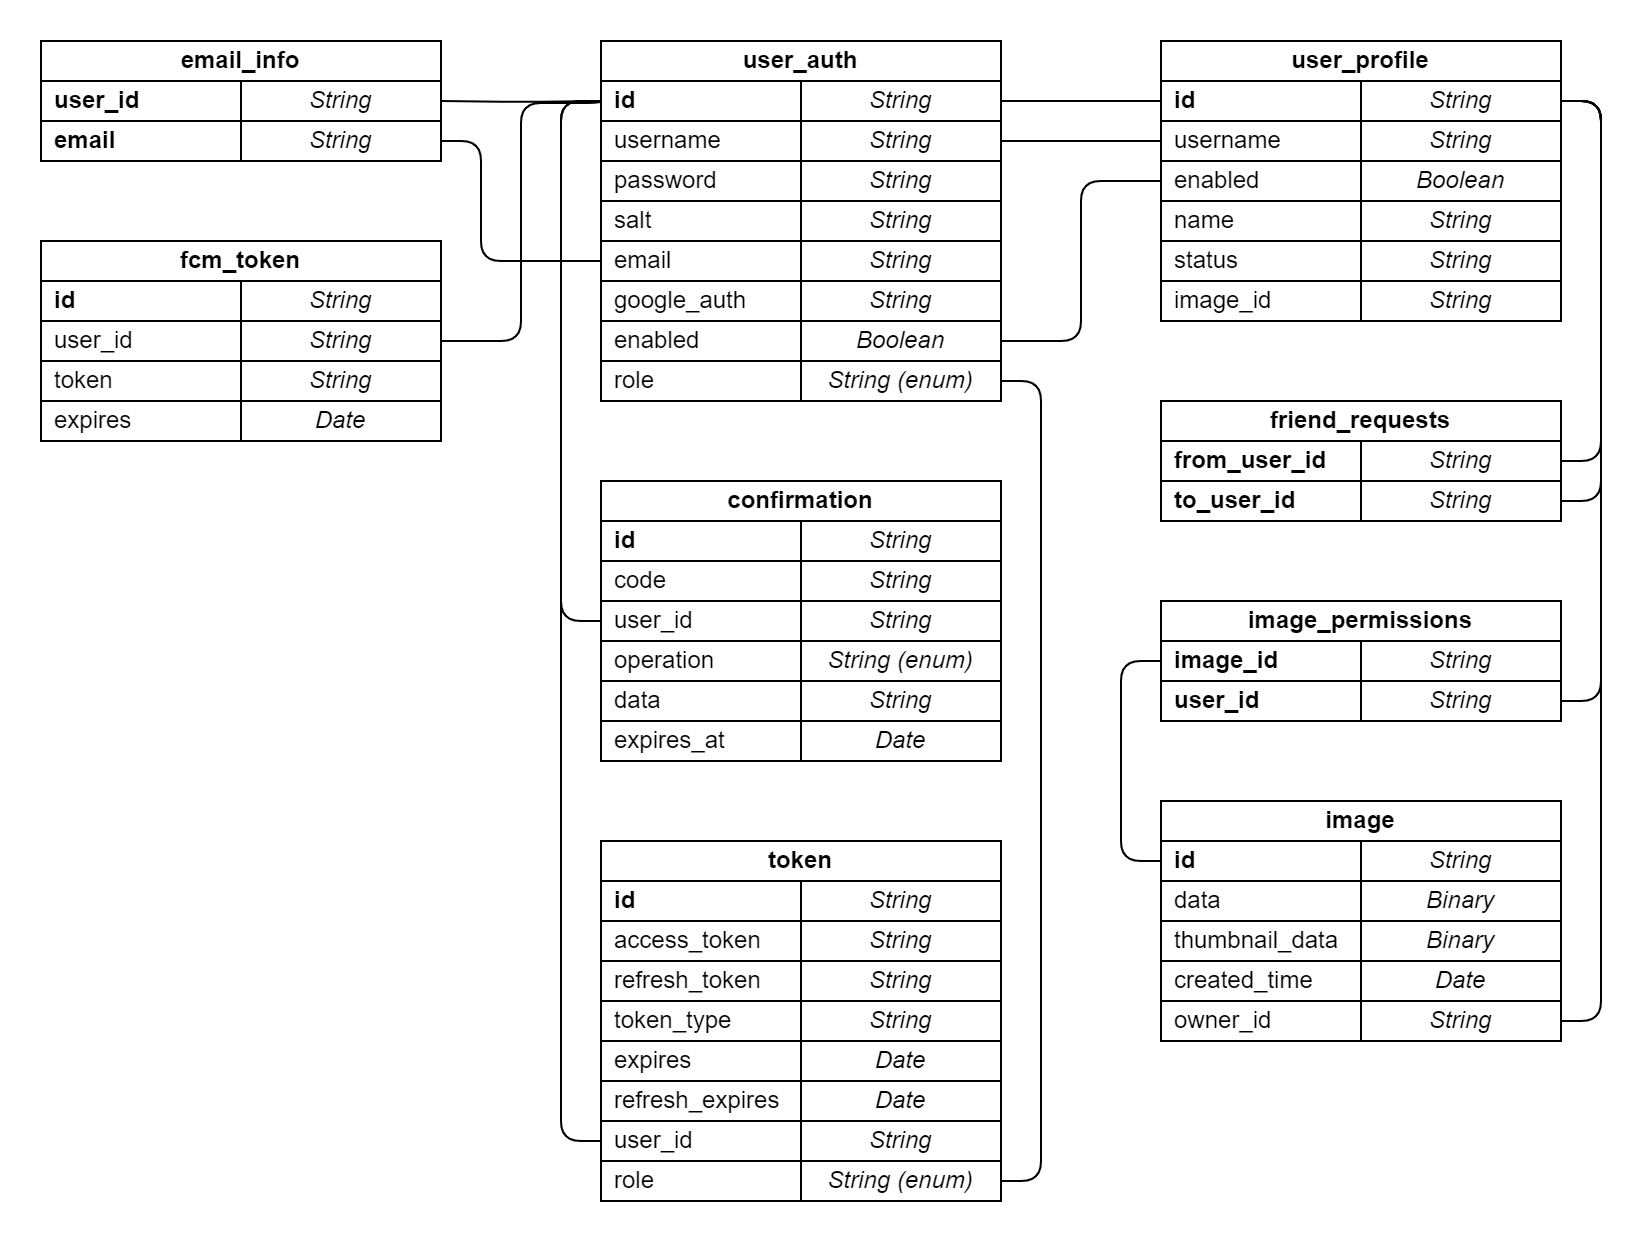 email_info
user_id String
email String
fcm_token
id String
user_id String
token String
expires Date
user_auth
id String
username String
password String
salt String
email String
google_auth String
enabled Boolean
role String (enum)
confirmation
id String
code String
user_id String
operation String (enum)
data String
expires_at Date
token
id String
access_token String
refresh_token String
token_type String
expires Date
refresh_expires Date
user_id String
role String (enum)
user_profile
id String
username String
enabled Boolean
name String
status String
image_id String
friend_requests
from_user_id String
to_user_id String
image_permissions
image_id String
user_id String
image
id String
data Binary
thumbnail_data Binary
created_time Date
owner_id String